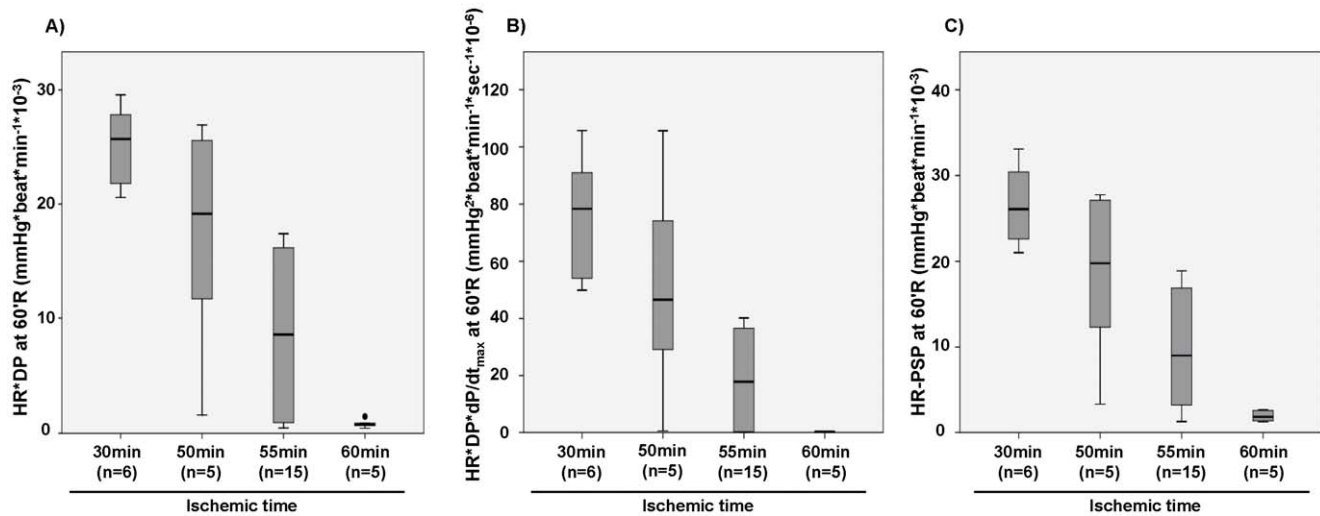 A)
HR*DP at 60'R (mmHg*beat*min-1*10-3)
30
20
10
0
30min 50min 55min 60min
(n=6) (n=5) (n=15) (n=5)
Ischemic time
B)
HR*DP*dP/dtmax at 60'R (mmHg2*beat*min-1*sec-1*10-6)
120
100
80
60
40
20
0
30min 50min 55min 60min
(n=6) (n=5) (n=15) (n=5)
Ischemic time
C)
HR-PSP at 60'R (mmHg*beat*min-1*10-3)
40
30
20
10
0
30min 50min 55min 60min
(n=6) (n=5) (n=15) (n=5)
Ischemic time